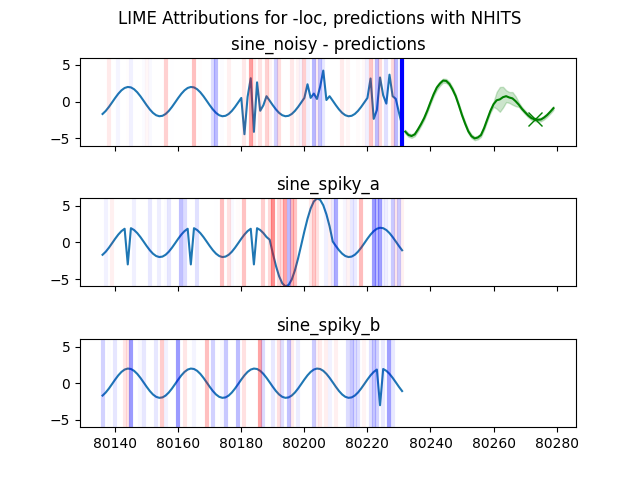 LIME Attributions for -loc, predictions with NHITS
sine_noisy - predictions
5
0
−5
sine_spiky_a
5
0
−5
sine_spiky_b
5
0
−5
80140 80160 80180 80200 80220 80240 80260 80280